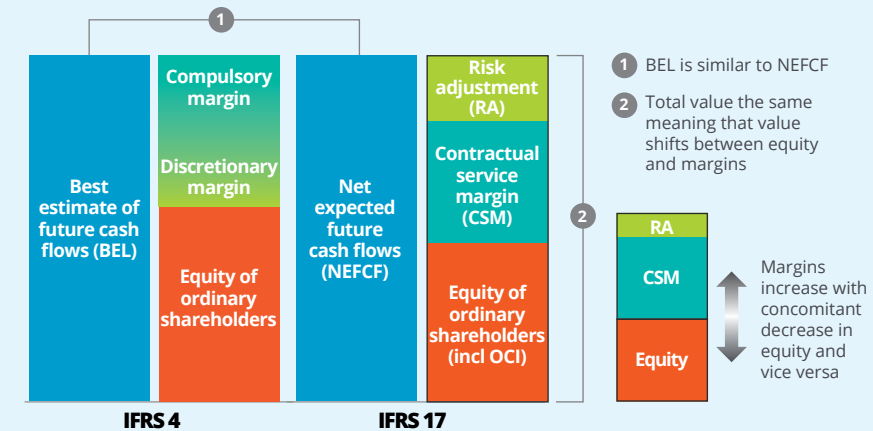 1
Best
estimate of
future cash
flows (BEL)
Compulsory
margin
Discretionary
margin
Equity of
ordinary
shareholders
IFRS 4
Net
expected
future
cash flows
(NEFCF)
Risk
adjustment
(RA)
Contractual
service
margin
(CSM)
Equity of
ordinary
shareholders
(incl OCI)
IFRS 17
2
1 BEL is similar to NEFCF
2 Total value the same
meaning that value
shifts between equity
and margins
RA
CSM
Equity
Margins
increase with
concomitant
decrease in
equity and
vice versa